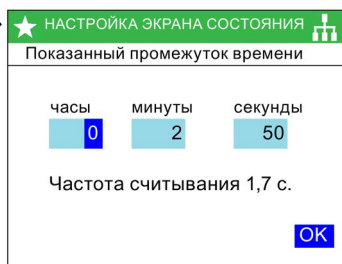 НАСТРОЙКА ЭКРАНА СОСТОЯНИЯ
Показанный промежуток времени
часы минуты секунды
0 2 50
Частота считывания 1,7 с.
OK